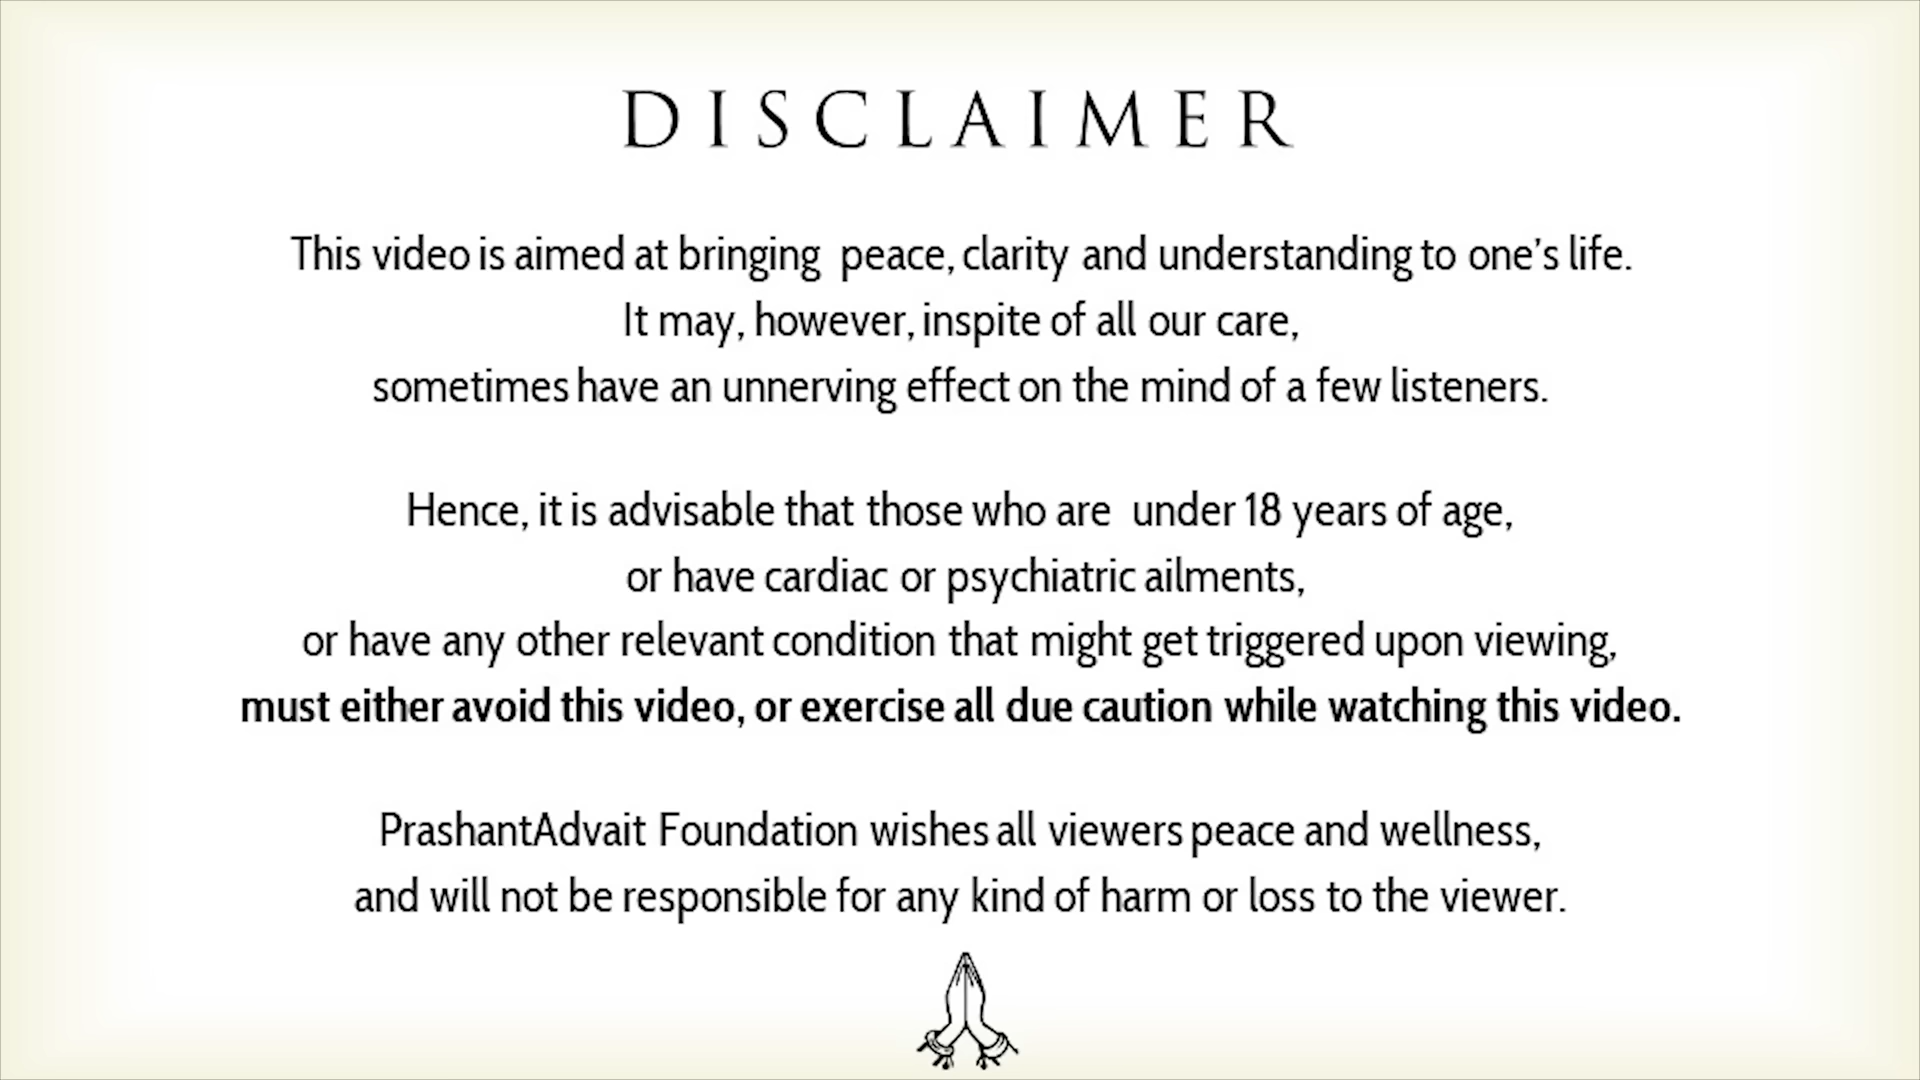 DISCLAIMER
This video is aimed at bringing peace, clarity and understanding to one's life.
It may, however, inspite of all our care,
sometimes have an unnerving effect on the mind of a few listeners.
Hence, it is advisable that those who are under 18 years of age,
or have cardiac or psychiatric ailments,
or have any other relevant condition that might get triggered upon viewing,
must either avoid this video, or exercise all due caution while watching this video.
PrashantAdvait Foundation wishes all viewers peace and wellness,
and will not be responsible for any kind of harm or loss to the viewer.